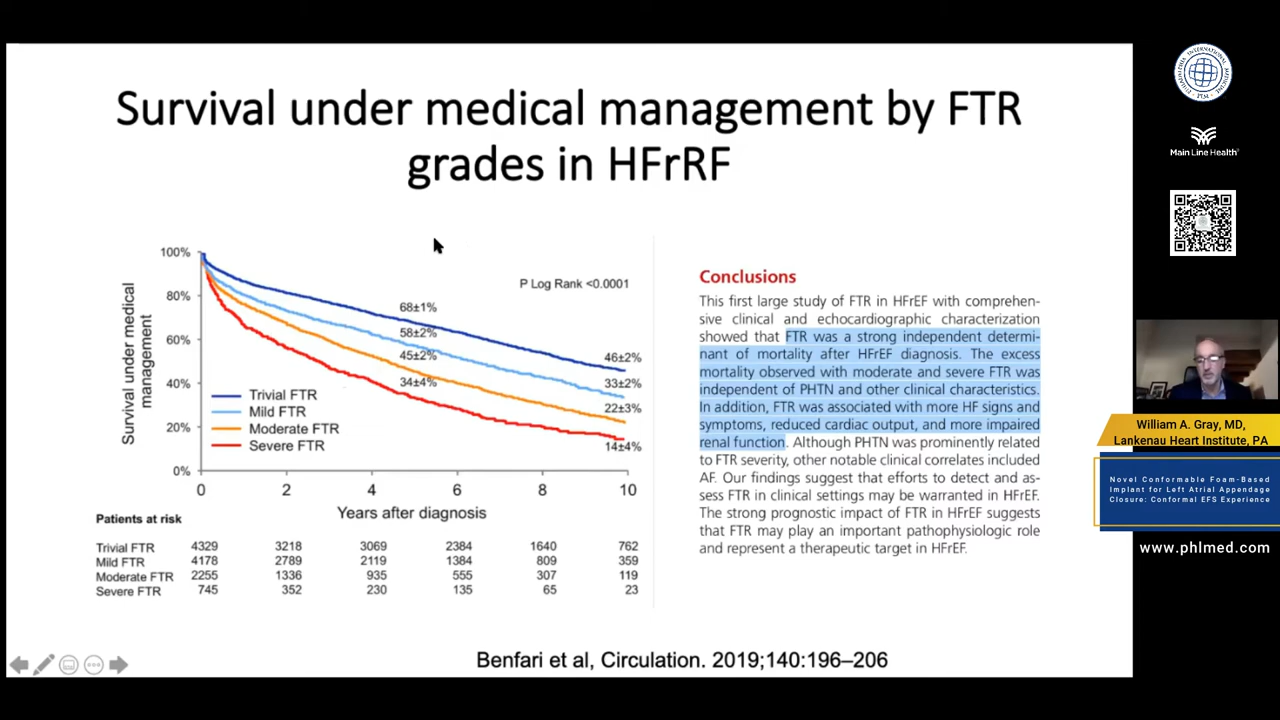 Survival under medical management by FTR
grades in HFrRF
Survival under medical
management
100%
80%
60%
40%
20%
0%
P Log Rank <0.0001
68±1%
58±2%
45±2%
34±4%
46±2%
33±2%
22±3%
14±4%
Trivial FTR
Mild FTR
Moderate FTR
Severe FTR
0 2 4 6 8 10
Years after diagnosis
Patients at risk
Trivial FTR 4329 3218 3069 2384 1640 762
Mild FTR 4178 2789 2119 1384 809 359
Moderate FTR 2255 1336 935 555 307 119
Severe FTR 745 352 230 135 65 23
Conclusions
This first large study of FTR in HFrEF with comprehen-
sive clinical and echocardiographic characterization
showed that FTR was a strong independent determi-
nant of mortality after HFrEF diagnosis. The excess
mortality observed with moderate and severe FTR was
independent of PHTN and other clinical characteristics.
In addition, FTR was associated with more HF signs and
symptoms, reduced cardiac output, and more impaired
renal function. Although PHTN was prominently related
to FTR severity, other notable clinical correlates included
AF. Our findings suggest that efforts to detect and as-
sess FTR in clinical settings may be warranted in HFrEF.
The strong prognostic impact of FTR in HFrEF suggests
that FTR may play an important pathophysiologic role
and represent a therapeutic target in HFrEF.
Benfari et al, Circulation. 2019;140:196–206
Main Line Health
William A. Gray, MD,
Lankenau Heart Institute, PA
Novel Conformable Foam-Based
Implant for Left Atrial Appendage
Closure: Conformal EFS Experience
www.phlmed.com